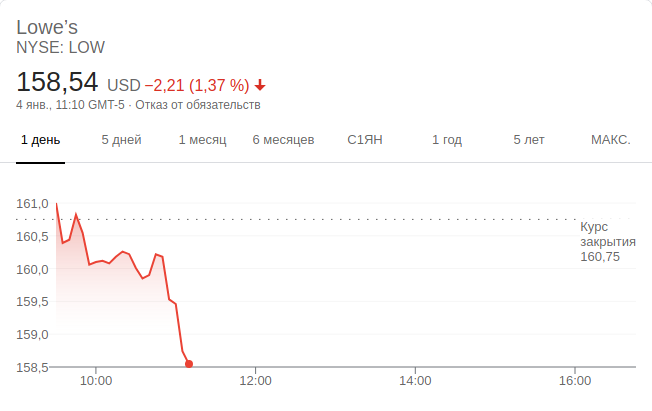 Lowe’s
NYSE: LOW
158,54 USD −2,21 (1,37 %)
4 янв., 11:10 GMT-5 · Отказ от обязательств
1 день 5 дней 1 месяц 6 месяцев С1ЯН 1 год 5 лет МАКС.
161,0
Курс
160,5
закрытия
160,75
160,0
159,5
159,0
158,5
10:00 12:00 14:00 16:00